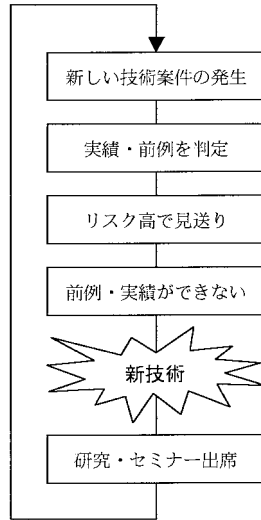 新しい技術案件の発生
実績・前例を判定
リスク高で見送り
前例・実績ができない
新技術
研究・セミナー出席